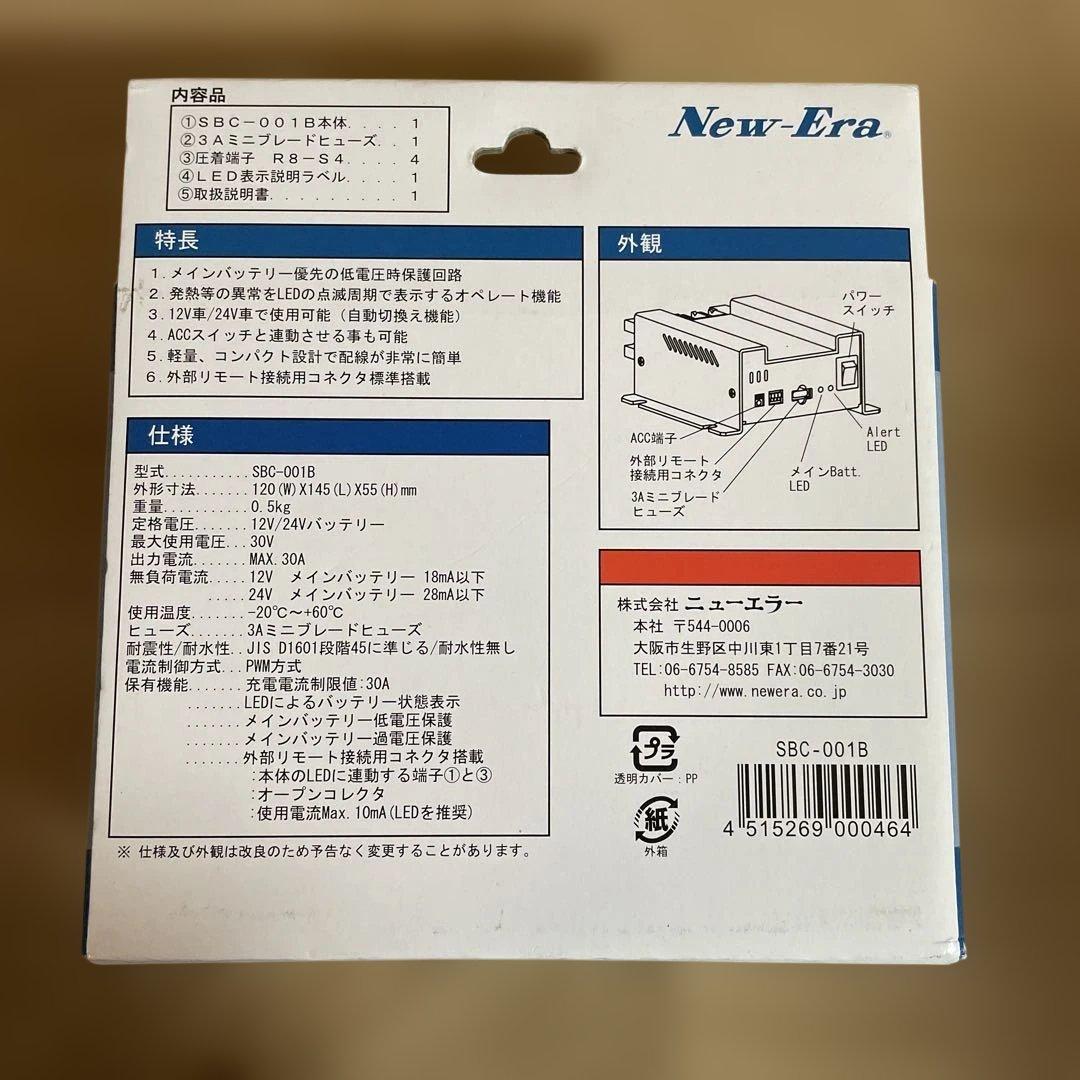 内容品
①SBC-001B本体....1
②3Aミニブレードヒューズ..1
③圧着端子 R8-S4....4
④LED表示説明ラベル....1
⑤取扱説明書.........1
New-Era®
特長
1.メインバッテリー優先の低電圧時保護回路
2.発熱等の異常をLEDの点滅周期で表示するオペレート機能
3.12V車/24V車で使用可能(自動切換え機能)
4.ACCスイッチと連動させる事も可能
5.軽量、コンパクト設計で配線が非常に簡単
6.外部リモート接続用コネクタ標準搭載
外観
パワー
スイッチ
ACC端子
外部リモート
接続用コネクタ
3Aミニブレード
ヒューズ
メインBatt.
LED
Alert
LED
仕様
型式...........SBC-001B
外形寸法.......120(W)X145(L)X55(H)mm
重量...........0.5kg
定格電圧.......12V/24Vバッテリー
最大使用電圧...30V
出力電流.......MAX.30A
無負荷電流.....12V メインバッテリー 18mA以下
.....24V メインバッテリー 28mA以下
使用温度.......-20℃～+60℃
ヒューズ.......3Aミニブレードヒューズ
耐震性/耐水性..JIS D1601段階45に準じる/耐水性無し
電流制御方式...PWM方式
保有機能.......充電電流制限値:30A
.......LEDによるバッテリー状態表示
.......メインバッテリー低電圧保護
.......メインバッテリー過電圧保護
.......外部リモート接続用コネクタ搭載
:本体のLEDに連動する端子①と③
:オープンコレクタ
:使用電流Max.10mA(LEDを推奨)
※ 仕様及び外観は改良のため予告なく変更することがあります。
株式会社 ニューエラー
本社 〒544-0006
大阪市生野区中川東1丁目7番21号
TEL:06-6754-8585 FAX:06-6754-3030
http://www.newera.co.jp
プラ
透明カバー:PP
紙
外箱
SBC-001B
4 515269 000464